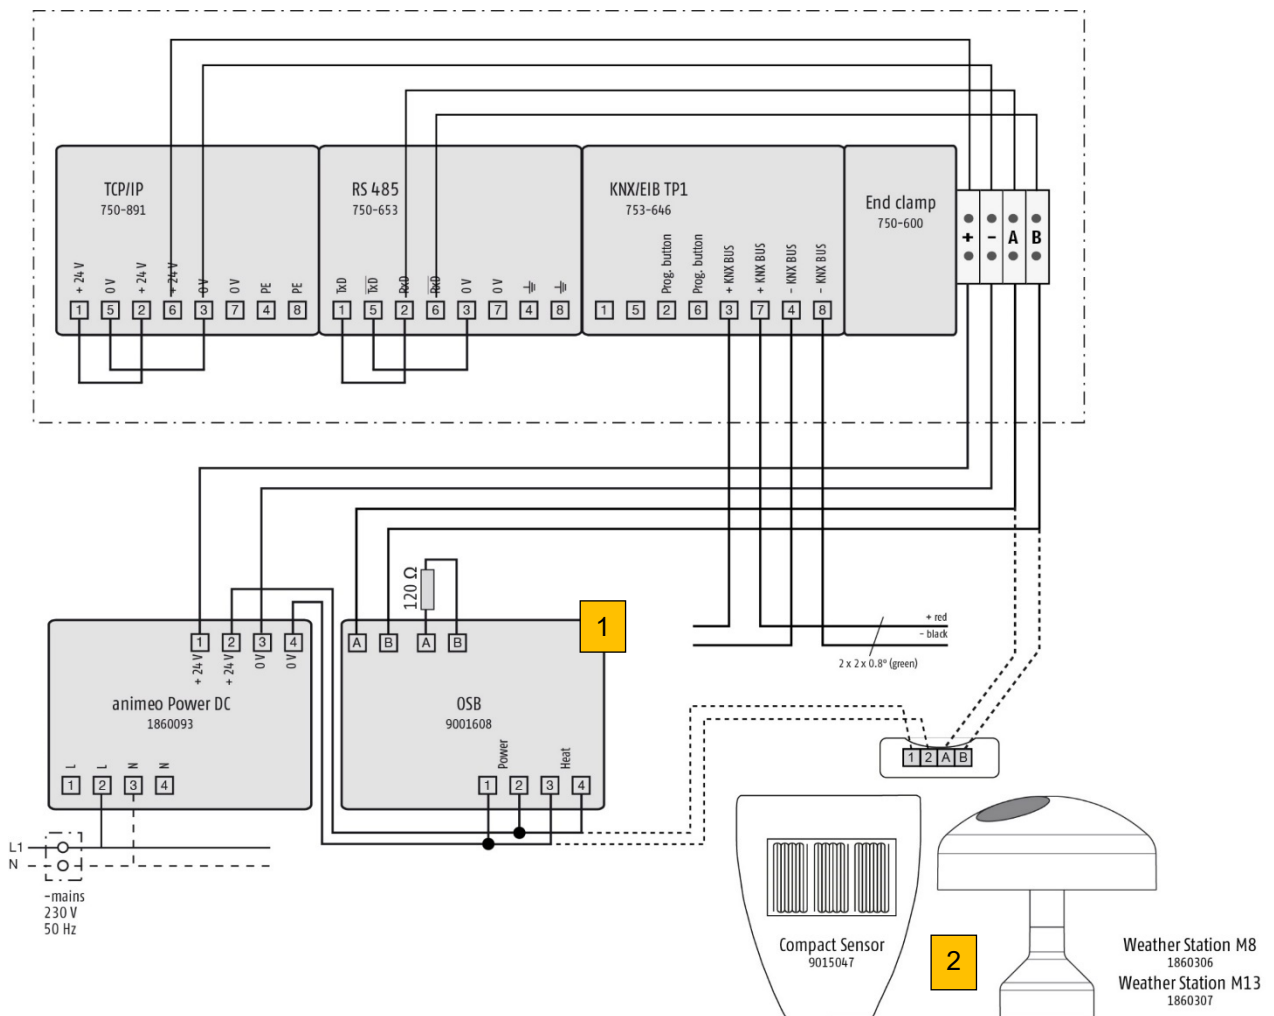 TCP/IP
750-891
RS 485
750-653
KNX/EIB TP1
753-646
End clamp
750-600
+ - A B
+ 24 V
0 V
+ 24 V
+ 24 V
0 V
0 V
PE
PE
TxD
TxD
RxD
RxD
0 V
0 V
Prog. button
Prog. button
+ KNX BUS
+ KNX BUS
- KNX BUS
- KNX BUS
1 5 2 6 3 7 4 8
1 5 2 6 3 7 4 8
1 5 2 6 3 7 4 8
120 Ω
1
+ red
- black
2 x 2 x 0.8ª (green)
1 2 3 4
+ 24 V
+ 24 V
0 V
0 V
A B A B
animeo Power DC
1860093
OSB
9001608
L
L
N
N
1 2 3 4
Power
Heat
1 2 3 4
1 2 A B
L1
N
~mains
230 V
50 Hz
Compact Sensor
9015047
2
Weather Station M8
1860306
Weather Station M13
1860307